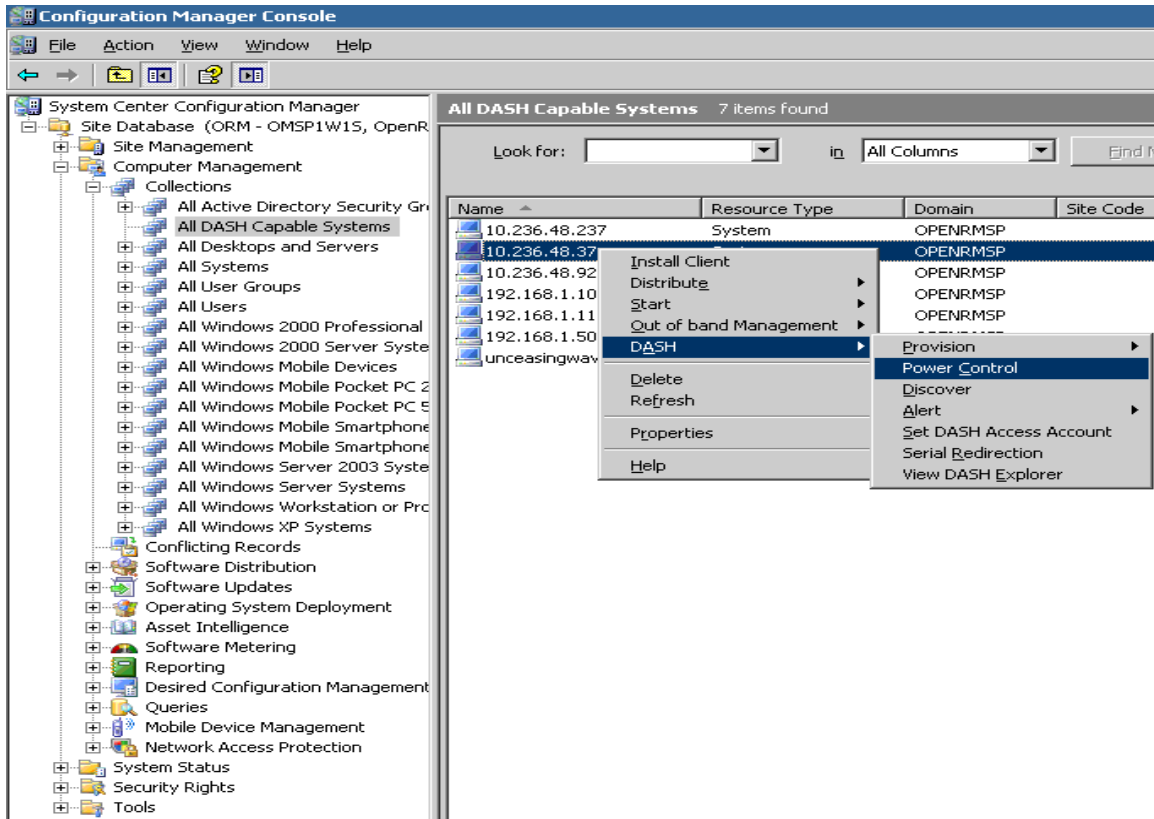 Configuration Manager Console
File Action View Window Help
System Center Configuration Manager
Site Database (ORM - OMSP1W1S, OpenR
Site Management
Computer Management
Collections
All Active Directory Security Gr
All DASH Capable Systems
All Desktops and Servers
All Systems
All User Groups
All Users
All Windows 2000 Professional
All Windows 2000 Server Syste
All Windows Mobile Devices
All Windows Mobile Pocket PC 2
All Windows Mobile Pocket PC 5
All Windows Mobile Smartphone
All Windows Mobile Smartphone
All Windows Server 2003 Syste
All Windows Server Systems
All Windows Workstation or Pro
All Windows XP Systems
Conflicting Records
Software Distribution
Software Updates
Operating System Deployment
Asset Intelligence
Software Metering
Reporting
Desired Configuration Management
Queries
Mobile Device Management
Network Access Protection
System Status
Security Rights
Tools
All DASH Capable Systems 7 items found
Look for: in All Columns Find
Name Resource Type Domain Site Code
10.236.48.237 System OPENRMSP
10.236.48.37 OPENRMSP
10.236.48.92 OPENRMSP
192.168.1.10 OPENRMSP
192.168.1.11 OPENRMSP
192.168.1.50
unceasingwav
Install Client
Distribute
Start
Out of band Management
DASH
Delete
Refresh
Properties
Help
Provision
Power Control
Discover
Alert
Set DASH Access Account
Serial Redirection
View DASH Explorer